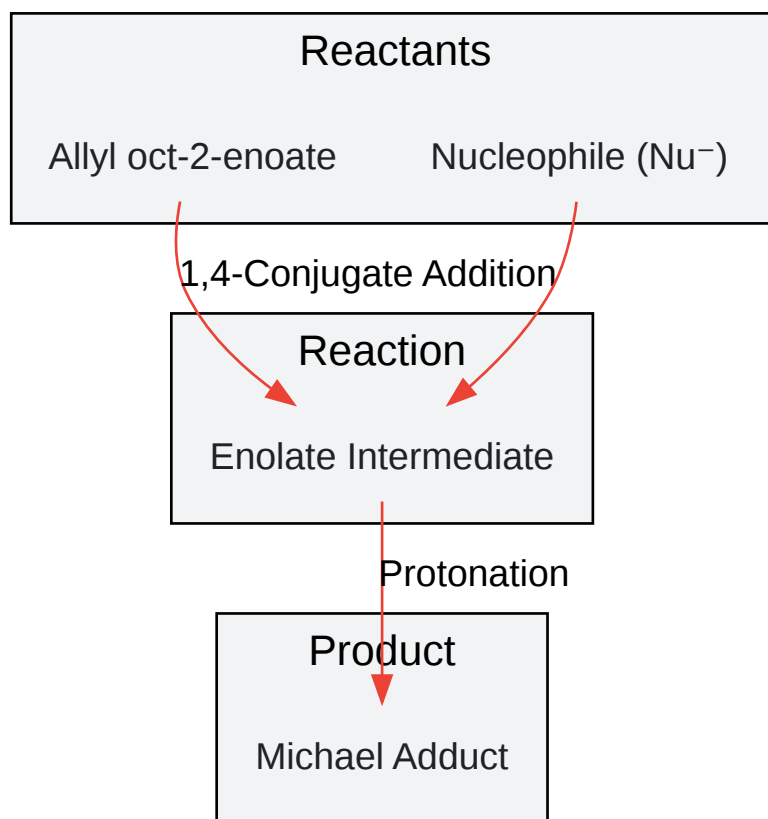 Reactants
Allyl oct-2-enoate Nucleophile (Nu⁻)
1,4-Conjugate Addition
Reaction
Enolate Intermediate
Protonation
Product
Michael Adduct